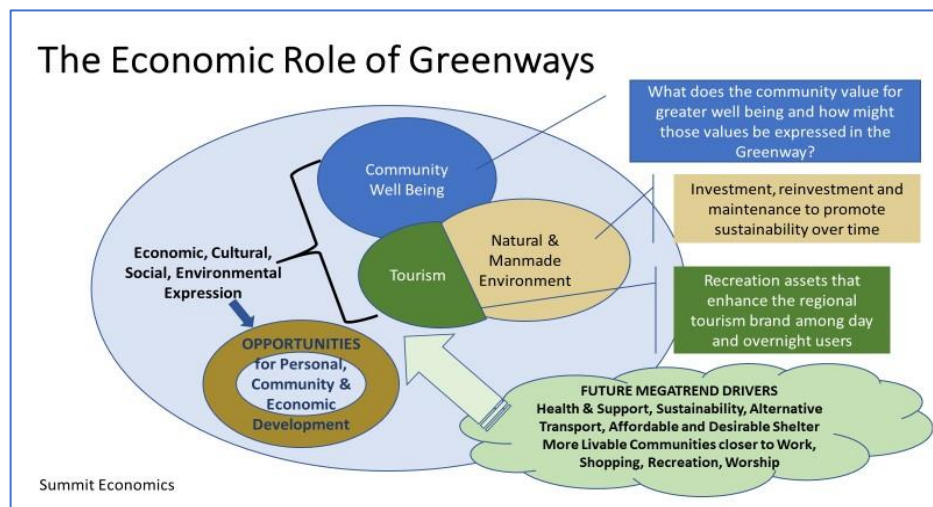 The Economic Role of Greenways
What does the community value for
greater well being and how might
those values be expressed in the
Greenway?
Community
Well Being
Investment, reinvestment and
maintenance to promote
sustainability over time
Natural &
Manmade
Environment
Tourism
Economic, Cultural,
Social, Environmental
Expression
Recreation assets that
enhance the regional
tourism brand among day
and overnight users
OPPORTUNITIES
for Personal,
Community &
Economic
Development
FUTURE MEGATREND DRIVERS
Health & Support, Sustainability, Alternative
Transport, Affordable and Desirable Shelter
More Livable Communities closer to Work,
Shopping, Recreation, Worship
Summit Economics